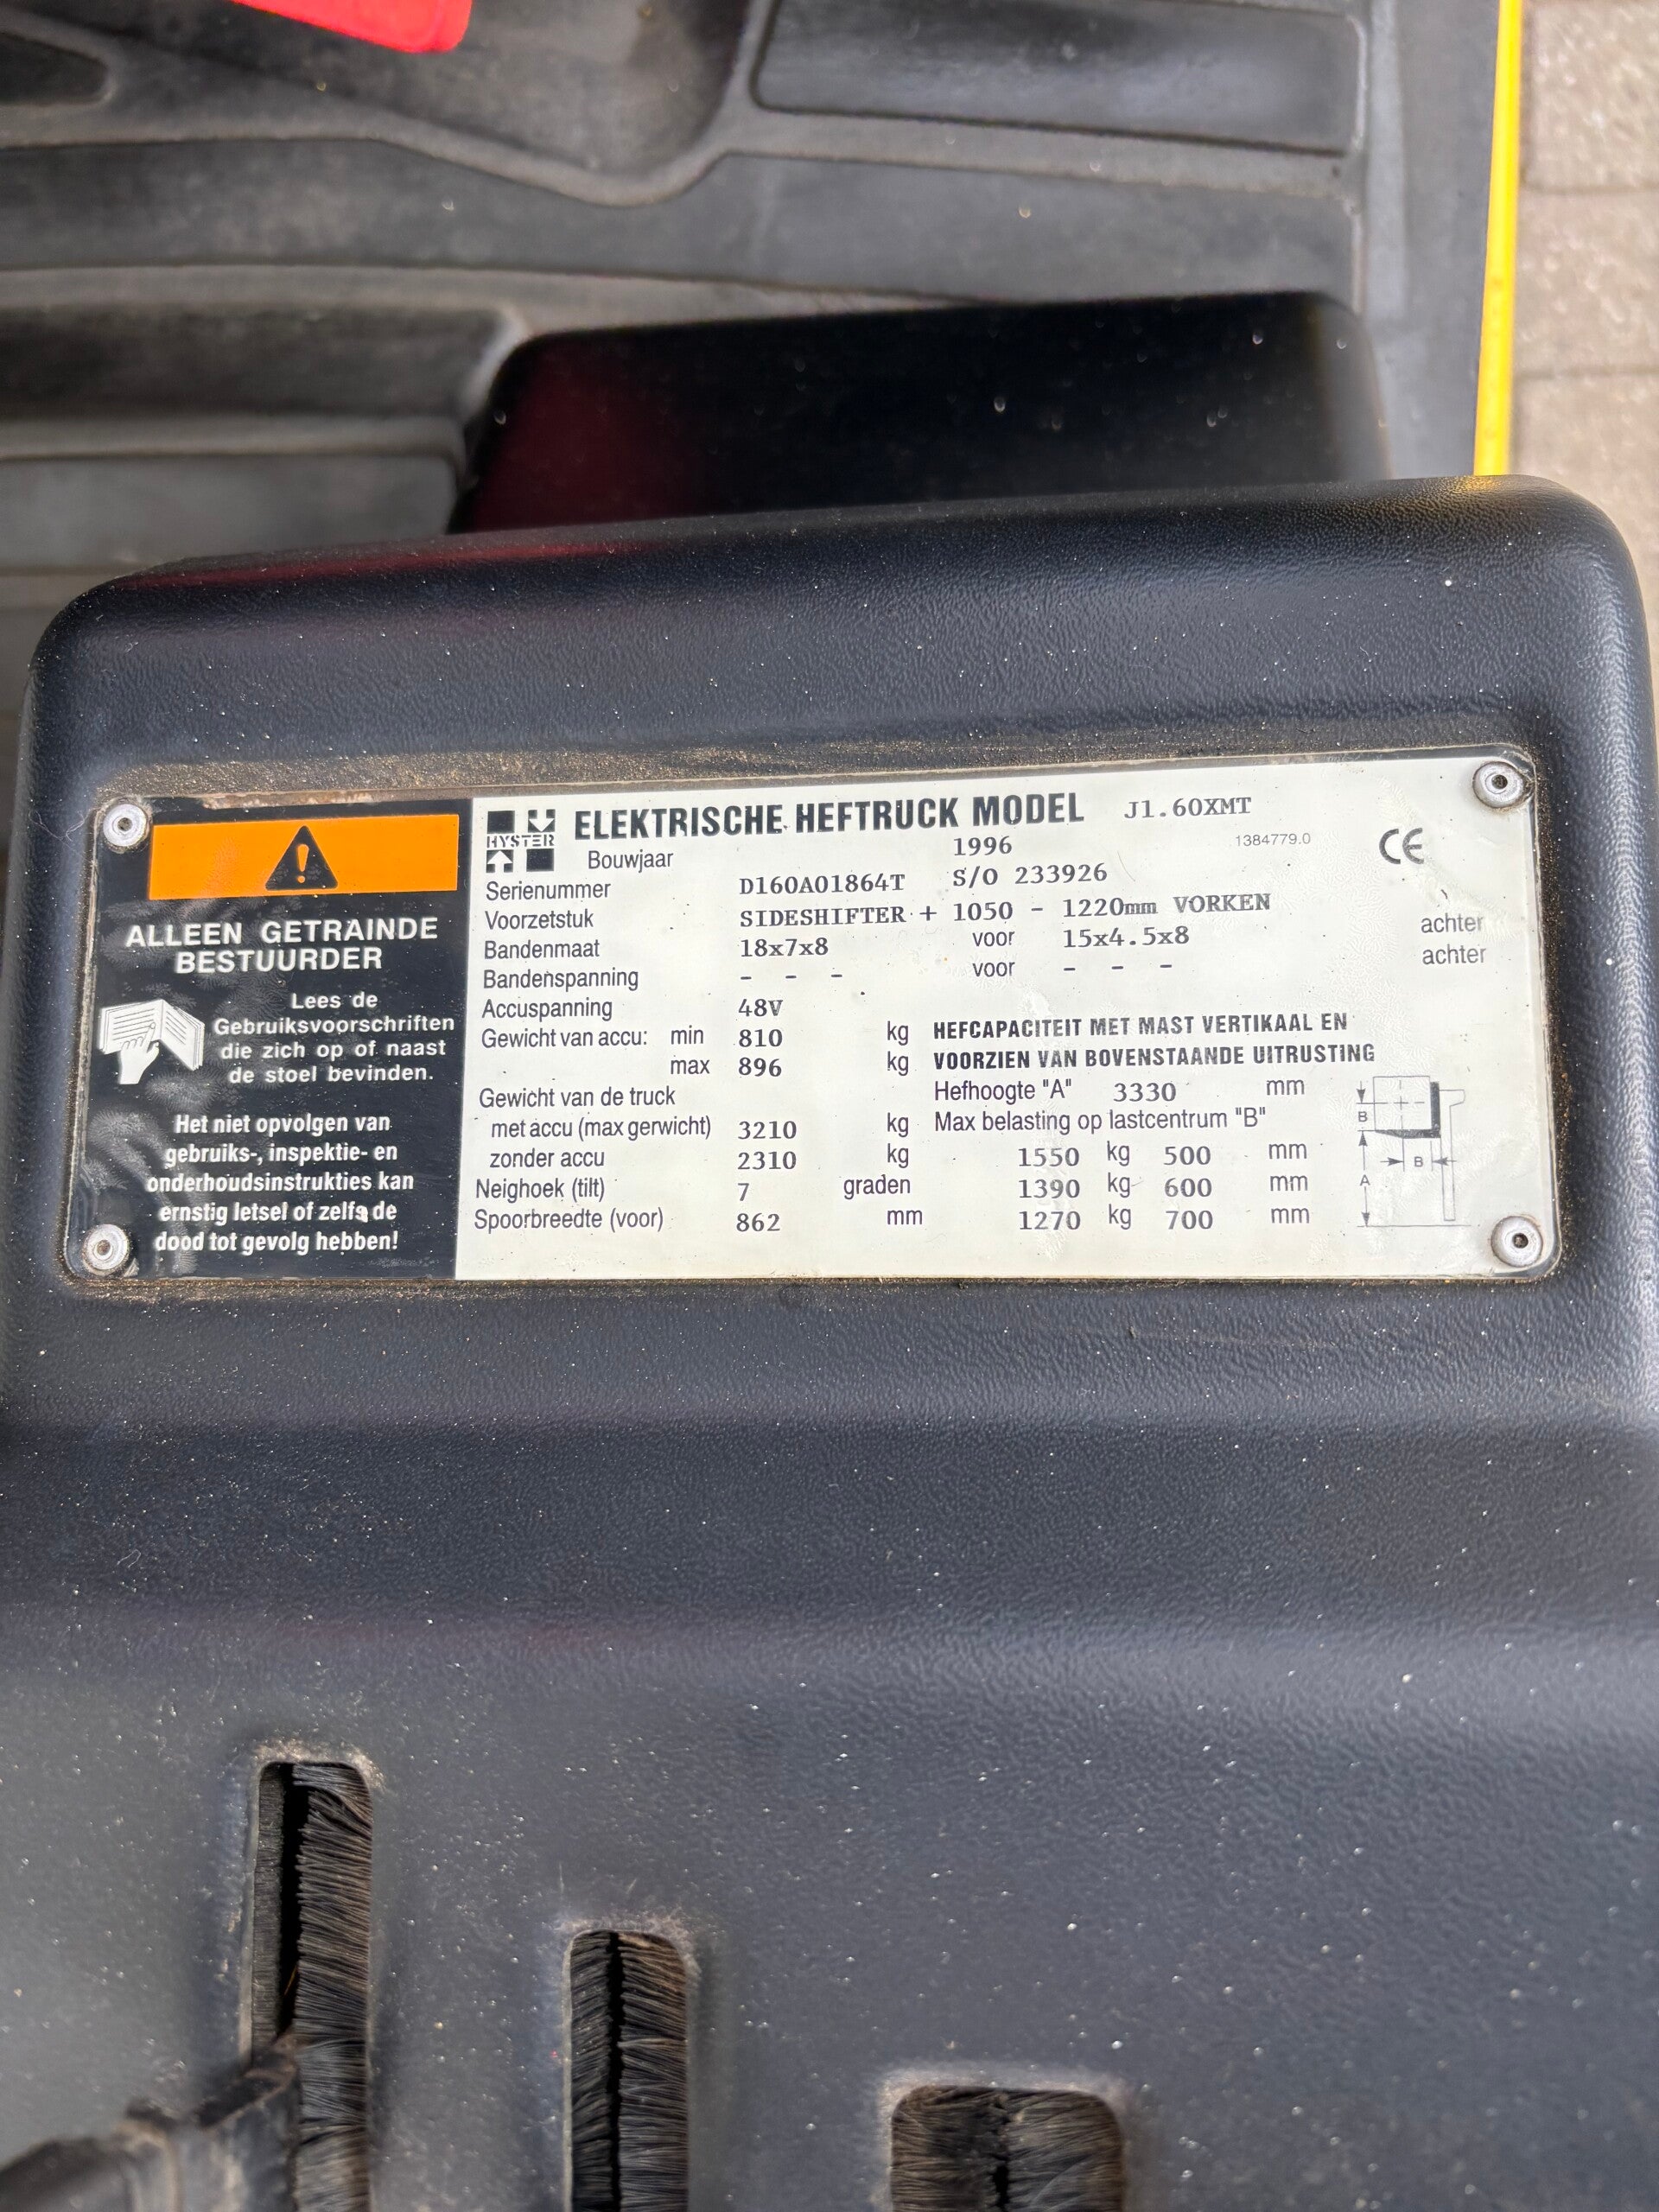 ALLEEN GETRAINDE
BESTUURDER
Lees de
Gebruiksvoorschriften
die zich op of naast
de stoel bevinden.
Het niet opvolgen van
gebruiks-, inspektie- en
onderhoudsinstrukties kan
ernstig letsel of zelfs de
dood tot gevolg hebben!
HYSTER
ELEKTRISCHE HEFTRUCK MODEL J1.60XMT
Bouwjaar 1996 1384779.0 CE
Serienummer D160A01864T S/O 233926
Voorzetstuk SIDESHIFTER + 1050 - 1220mm VORKEN
Bandenmaat 18x7x8 voor 15x4.5x8 achter
Bandenspanning - - - voor - - - achter
Accuspanning 48V
Gewicht van accu: min 810 kg
max 896 kg
Gewicht van de truck
met accu (max gerwicht) 3210 kg
zonder accu 2310 kg
Neighoek (tilt) 7 graden
Spoorbreedte (voor) 862 mm
HEFCAPACITEIT MET MAST VERTIKAAL EN
VOORZIEN VAN BOVENSTAANDE UITRUSTING
Hefhoogte "A" 3330 mm
Max belasting op lastcentrum "B"
1550 kg 500 mm
1390 kg 600 mm
1270 kg 700 mm
B
B
A